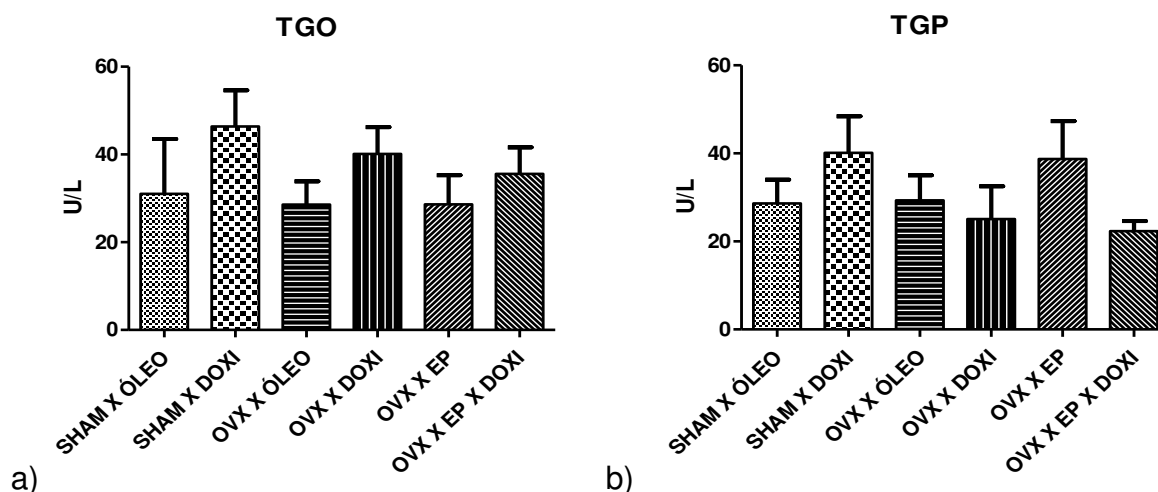 TGO
60
40
20
0
U/L
SHAM X ÓLEO
SHAM X DOXI
OVX X ÓLEO
OVX X DOXI
OVX X EP
OVX X EP X DOXI
a)
TGP
60
40
20
0
U/L
SHAM X ÓLEO
SHAM X DOXI
OVX X ÓLEO
OVX X DOXI
OVX X EP
OVX X EP X DOXI
b)